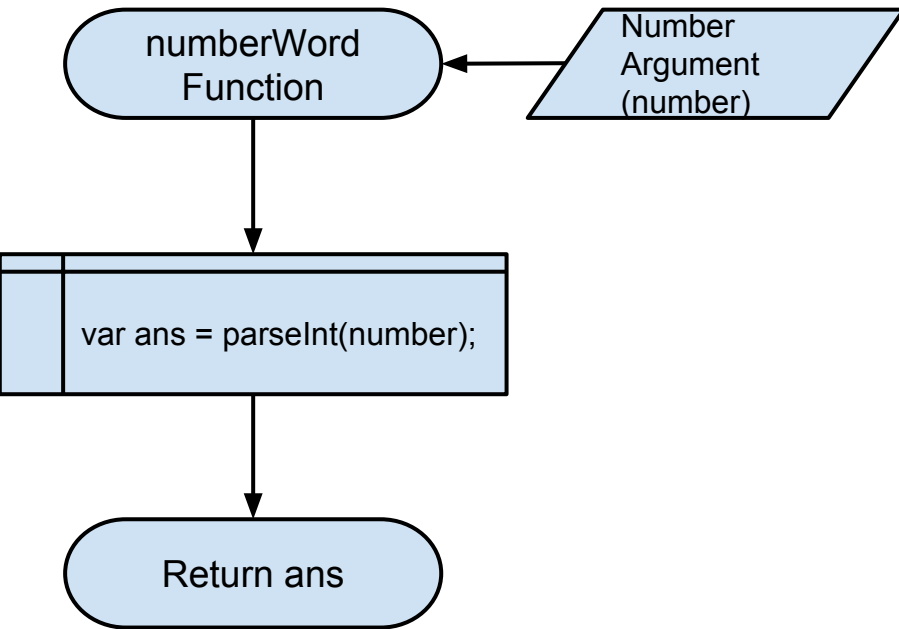 numberWord
Function
Number
Argument
(number)
var ans = parseInt(number);
Return ans